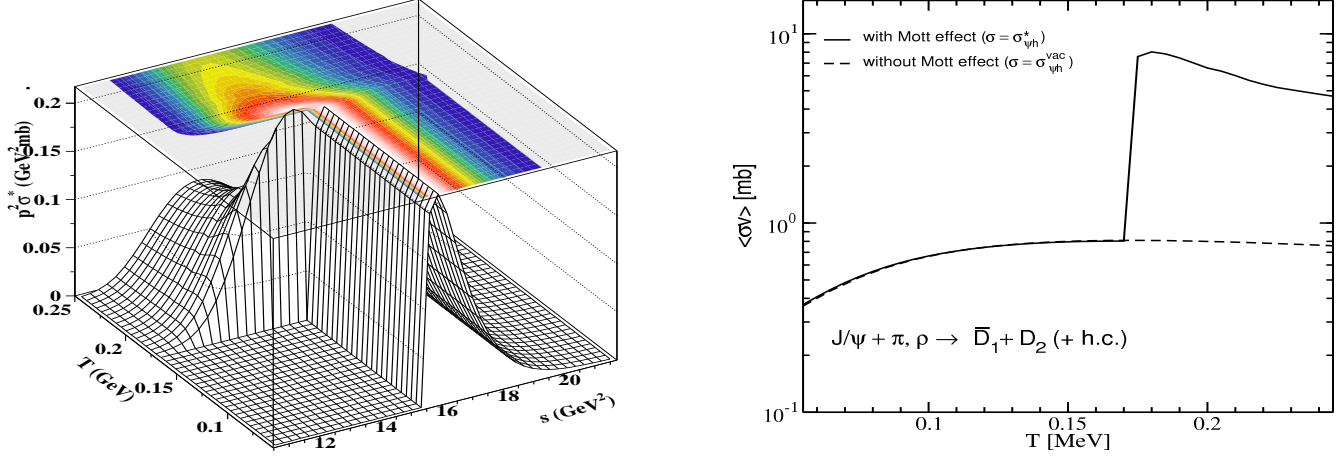 0.2
0.15
0.1
0.05
0
p²σ* (GeV²mb)
0.25
0.2
0.15
0.1
T (GeV)
12
14
16
18
20
s (GeV²)
10¹
10⁰
10⁻¹
<σv> [mb]
with Mott effect (σ = σ*ψh)
without Mott effect (σ = σᵛᵃᶜψh)
J/ψ + π, ρ → D̅₁+ D₂ (+ h.c.)
0.1
0.15
0.2
T [MeV]